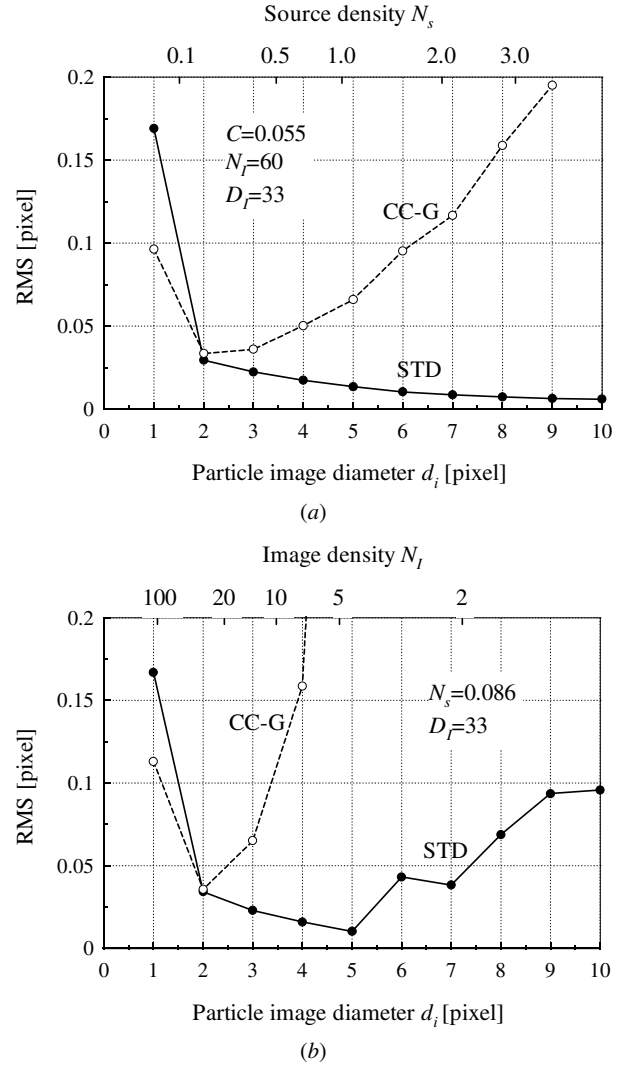 Source density N_s
0.1 0.5 1.0 2.0 3.0
0.2
0.15
0.1
0.05
0
RMS [pixel]
C=0.055
N_I=60
D_I=33
CC-G
STD
0 1 2 3 4 5 6 7 8 9 10
Particle image diameter d_i [pixel]
(a)
Image density N_I
100 20 10 5 2
0.2
0.15
0.1
0.05
0
RMS [pixel]
N_s=0.086
D_I=33
CC-G
STD
0 1 2 3 4 5 6 7 8 9 10
Particle image diameter d_i [pixel]
(b)